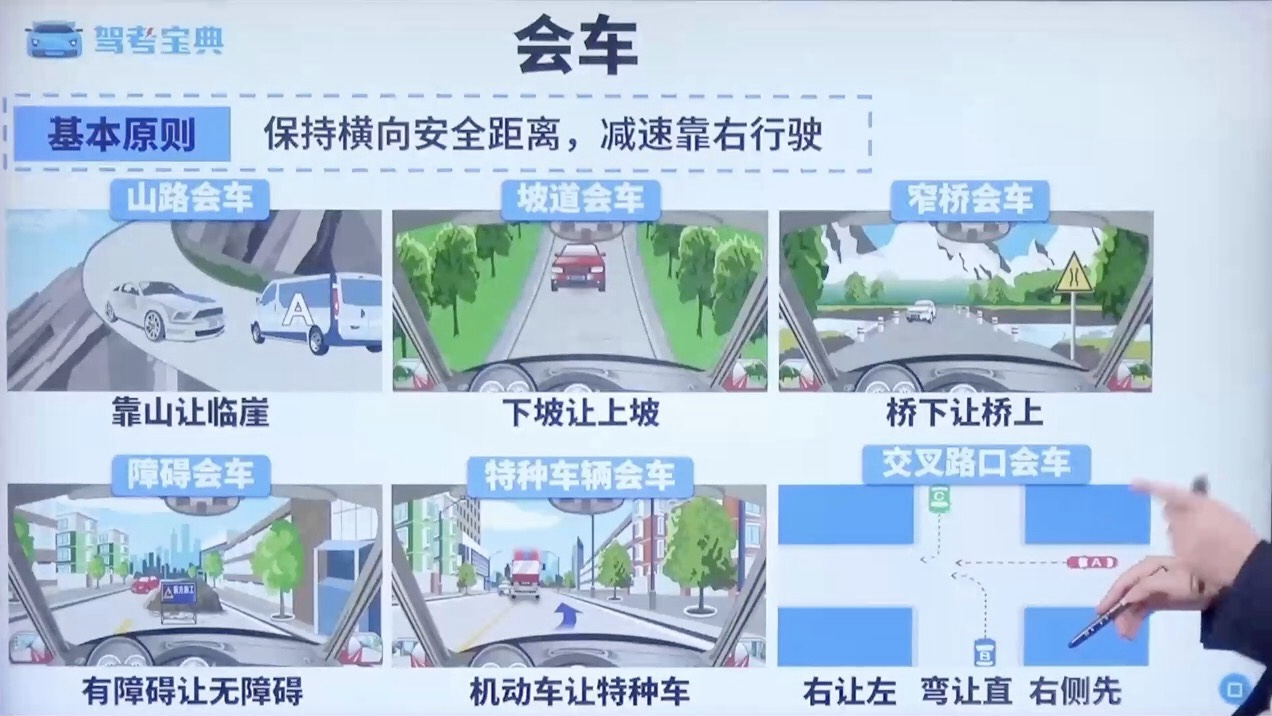 驾考宝典
会车
基本原则 保持横向安全距离，减速靠右行驶
山路会车 坡道会车 窄桥会车
A
靠山让临崖 下坡让上坡 桥下让桥上
障碍会车 特种车辆会车 交叉路口会车
C
A
B
有障碍让无障碍 机动车让特种车 右让左 弯让直 右侧先